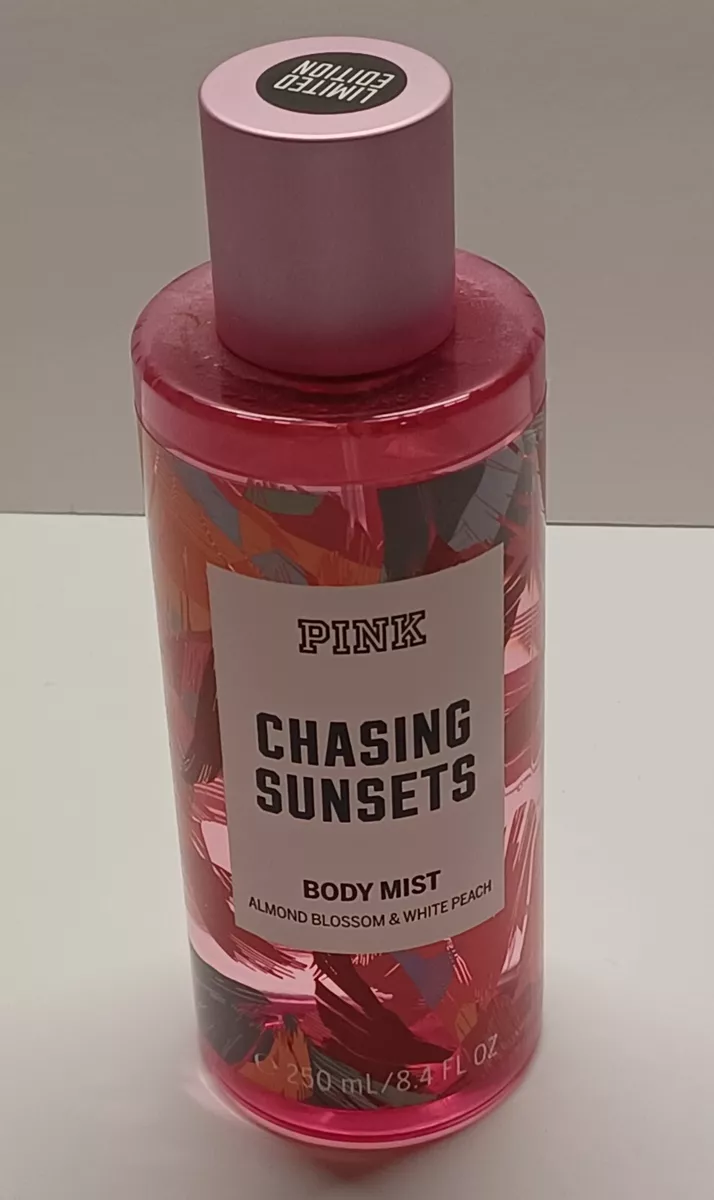 LIMITED
EDITION
PINK
CHASING
SUNSETS
BODY MIST
ALMOND BLOSSOM & WHITE PEACH
250 mL/8.4 FL OZ